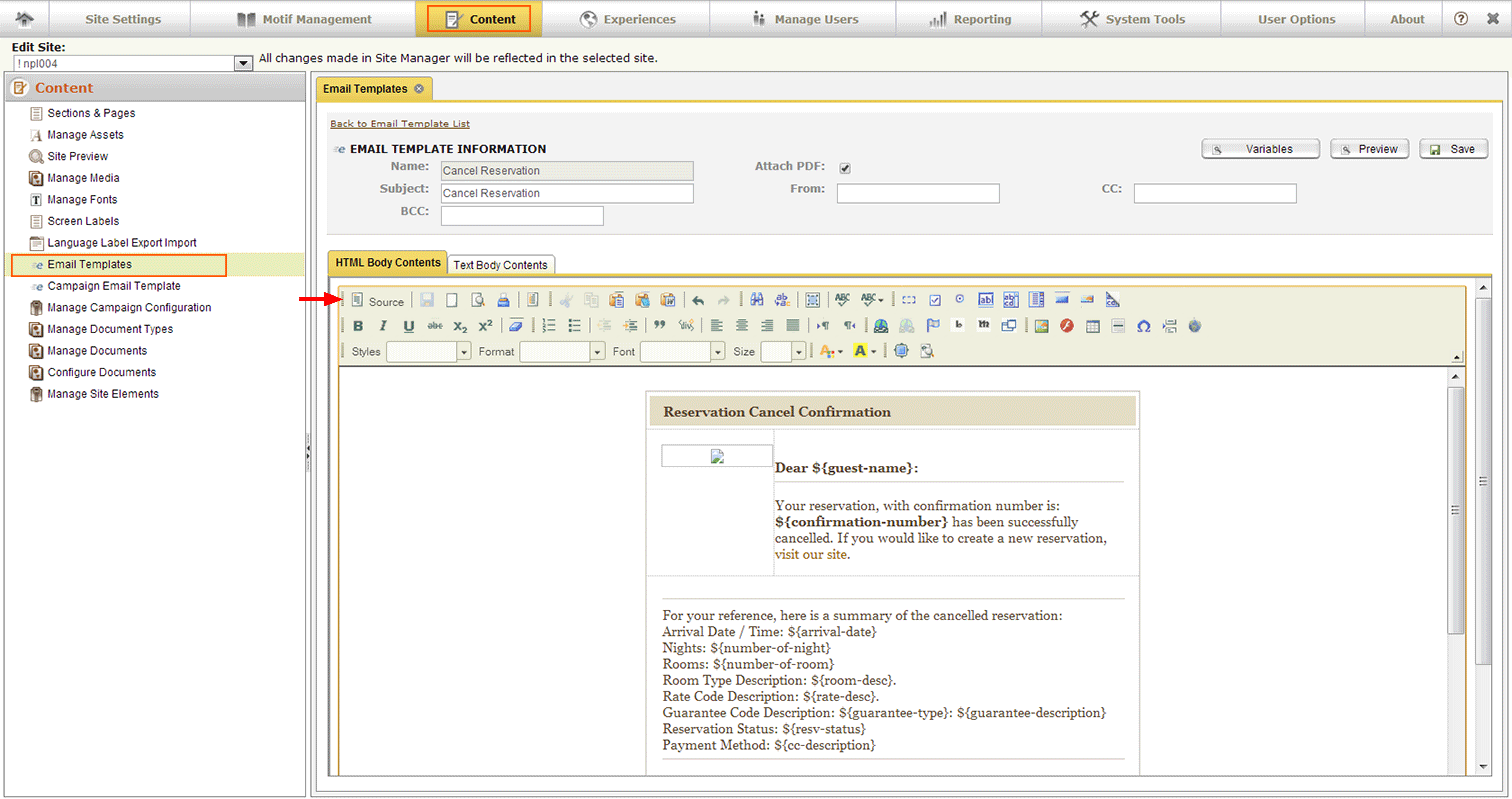 Site Settings Motif Management Content Experiences Manage Users Reporting System Tools User Options About
Edit Site:
! npl004
All changes made in Site Manager will be reflected in the selected site.
Content
Sections & Pages
Manage Assets
Site Preview
Manage Media
Manage Fonts
Screen Labels
Language Label Export Import
Email Templates
Campaign Email Template
Manage Campaign Configuration
Manage Document Types
Manage Documents
Configure Documents
Manage Site Elements
Email Templates
Back to Email Template List
EMAIL TEMPLATE INFORMATION
Variables Preview Save
Name: Cancel Reservation Attach PDF:
Subject: Cancel Reservation From: CC:
BCC:
HTML Body Contents Text Body Contents
Source
Styles Format Font Size
Reservation Cancel Confirmation
Dear ${guest-name}:
Your reservation, with confirmation number is:
${confirmation-number} has been successfully
cancelled. If you would like to create a new reservation,
visit our site.
For your reference, here is a summary of the cancelled reservation:
Arrival Date / Time: ${arrival-date}
Nights: ${number-of-night}
Rooms: ${number-of-room}
Room Type Description: ${room-desc}.
Rate Code Description: ${rate-desc}.
Guarantee Code Description: ${guarantee-type}: ${guarantee-description}
Reservation Status: ${resv-status}
Payment Method: ${cc-description}